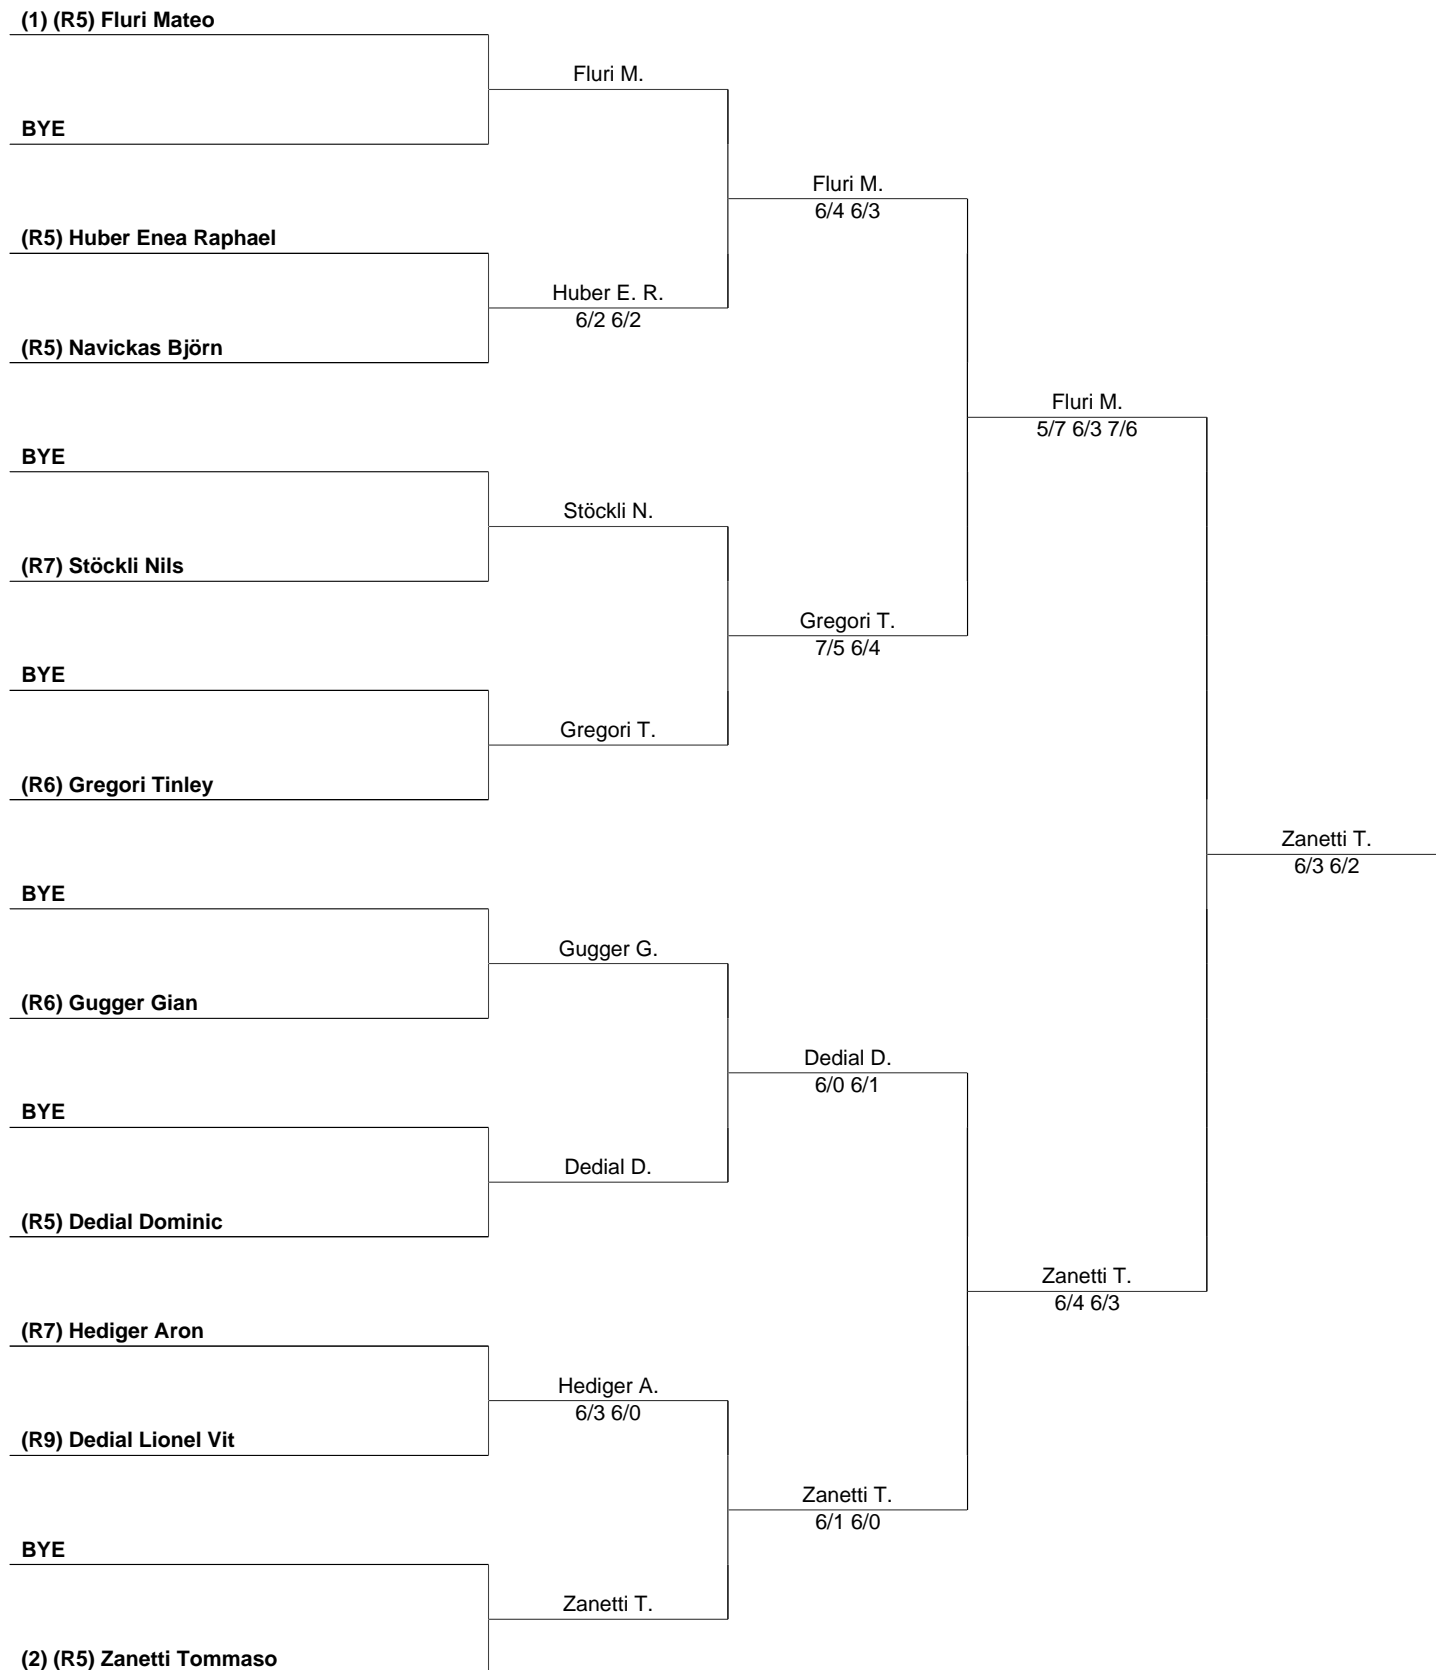 (1) (R5) Fluri Mateo
Fluri M.
BYE
Fluri M.
6/4 6/3
(R5) Huber Enea Raphael
Huber E. R.
6/2 6/2
(R5) Navickas Björn
Fluri M.
5/7 6/3 7/6
BYE
Stöckli N.
(R7) Stöckli Nils
Gregori T.
7/5 6/4
BYE
Gregori T.
(R6) Gregori Tinley
Zanetti T.
6/3 6/2
BYE
Gugger G.
(R6) Gugger Gian
Dedial D.
6/0 6/1
BYE
Dedial D.
(R5) Dedial Dominic
Zanetti T.
6/4 6/3
(R7) Hediger Aron
Hediger A.
6/3 6/0
(R9) Dedial Lionel Vit
Zanetti T.
6/1 6/0
BYE
Zanetti T.
(2) (R5) Zanetti Tommaso